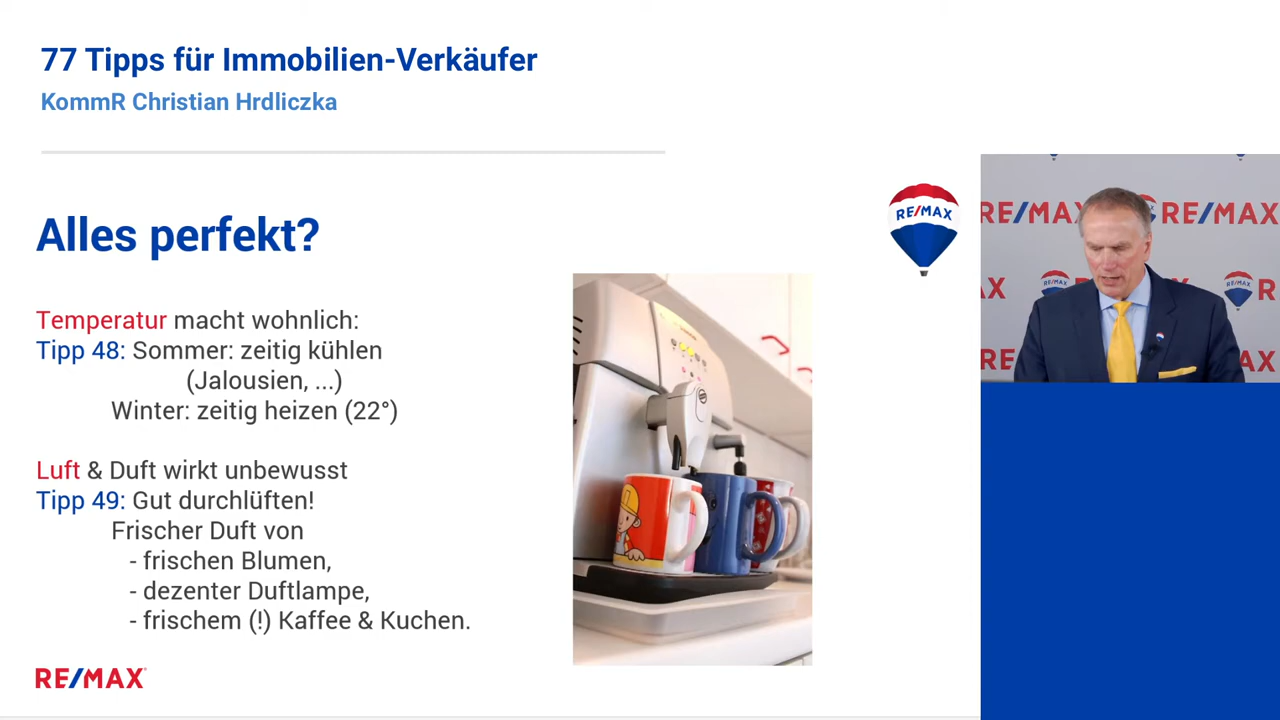 77 Tipps für Immobilien-Verkäufer
KommR Christian Hrdliczka
Alles perfekt?
Temperatur macht wohnlich:
Tipp 48: Sommer: zeitig kühlen
(Jalousien, ...)
Winter: zeitig heizen (22°)
Luft & Duft wirkt unbewusst
Tipp 49: Gut durchlüften!
Frischer Duft von
- frischen Blumen,
- dezenter Duftlampe,
- frischem (!) Kaffee & Kuchen.
RE/MAX
RE/MAX
RE/MAX
RE/MAX